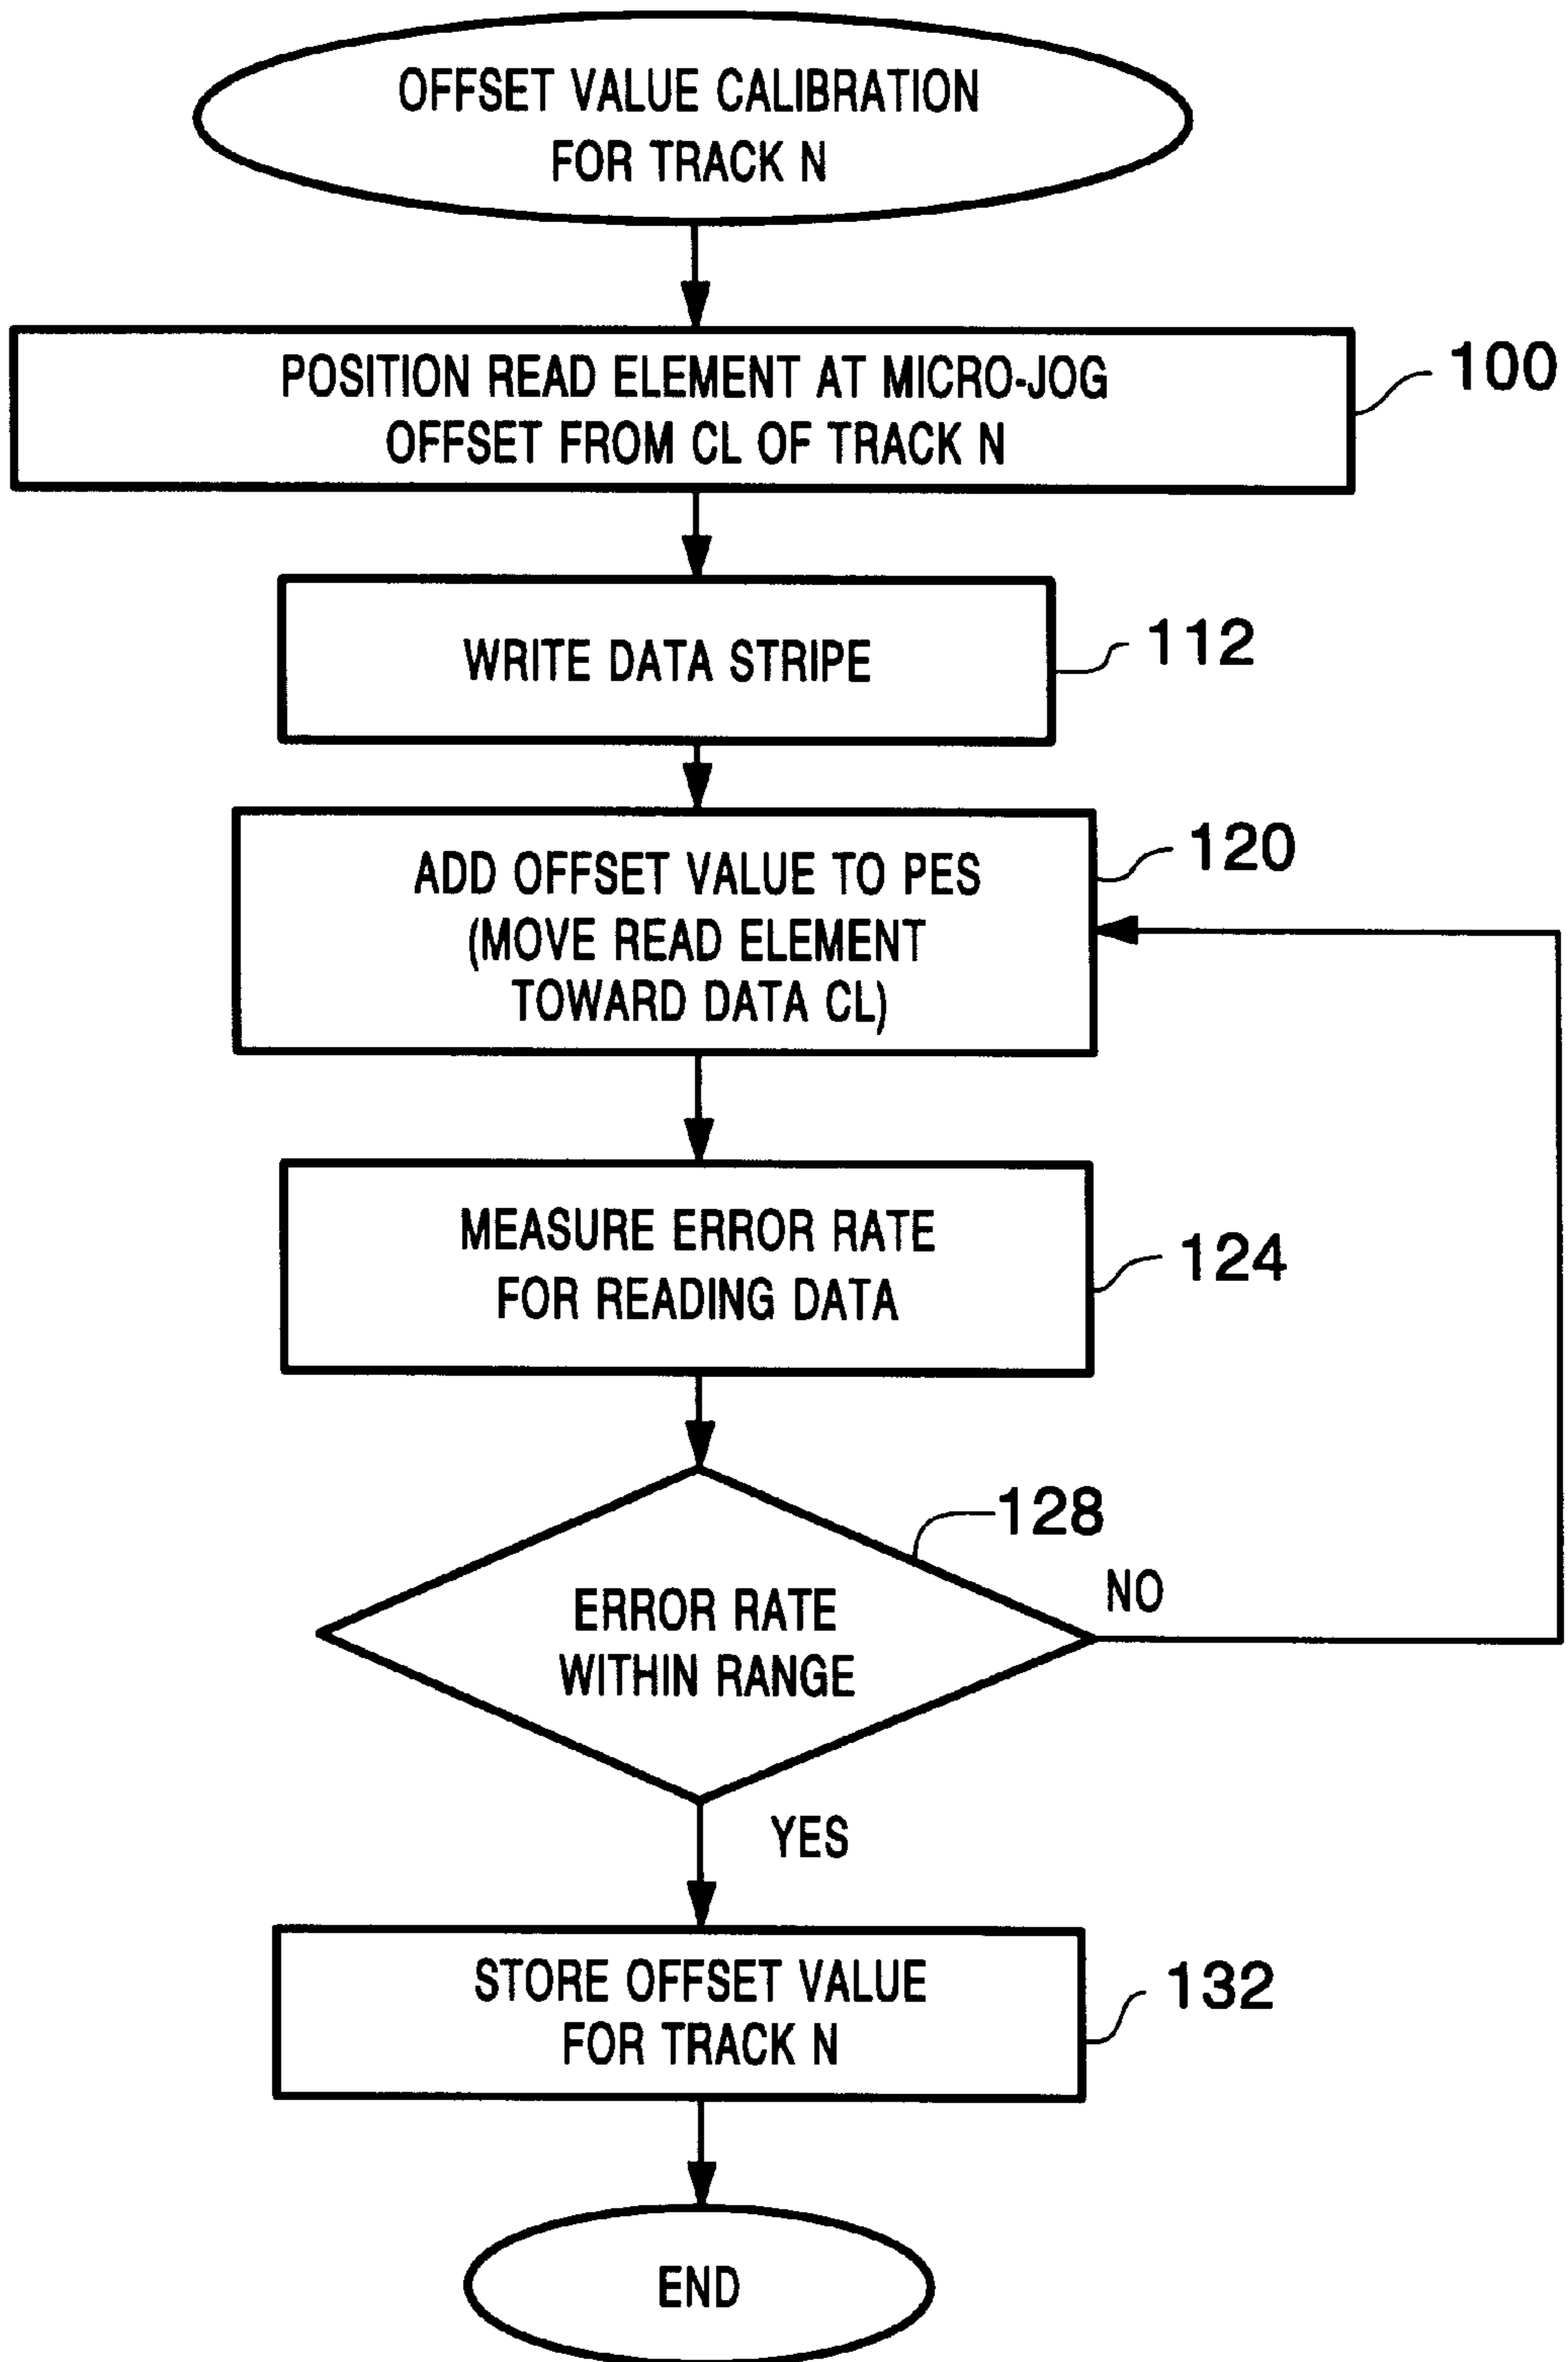 OFFSET VALUE CALIBRATION
FOR TRACK N
POSITION READ ELEMENT AT MICRO-JOG
OFFSET FROM CL OF TRACK N
100
WRITE DATA STRIPE
112
ADD OFFSET VALUE TO PES
(MOVE READ ELEMENT
TOWARD DATA CL)
120
MEASURE ERROR RATE
FOR READING DATA
124
128
ERROR RATE
WITHIN RANGE
NO
YES
STORE OFFSET VALUE
FOR TRACK N
132
END